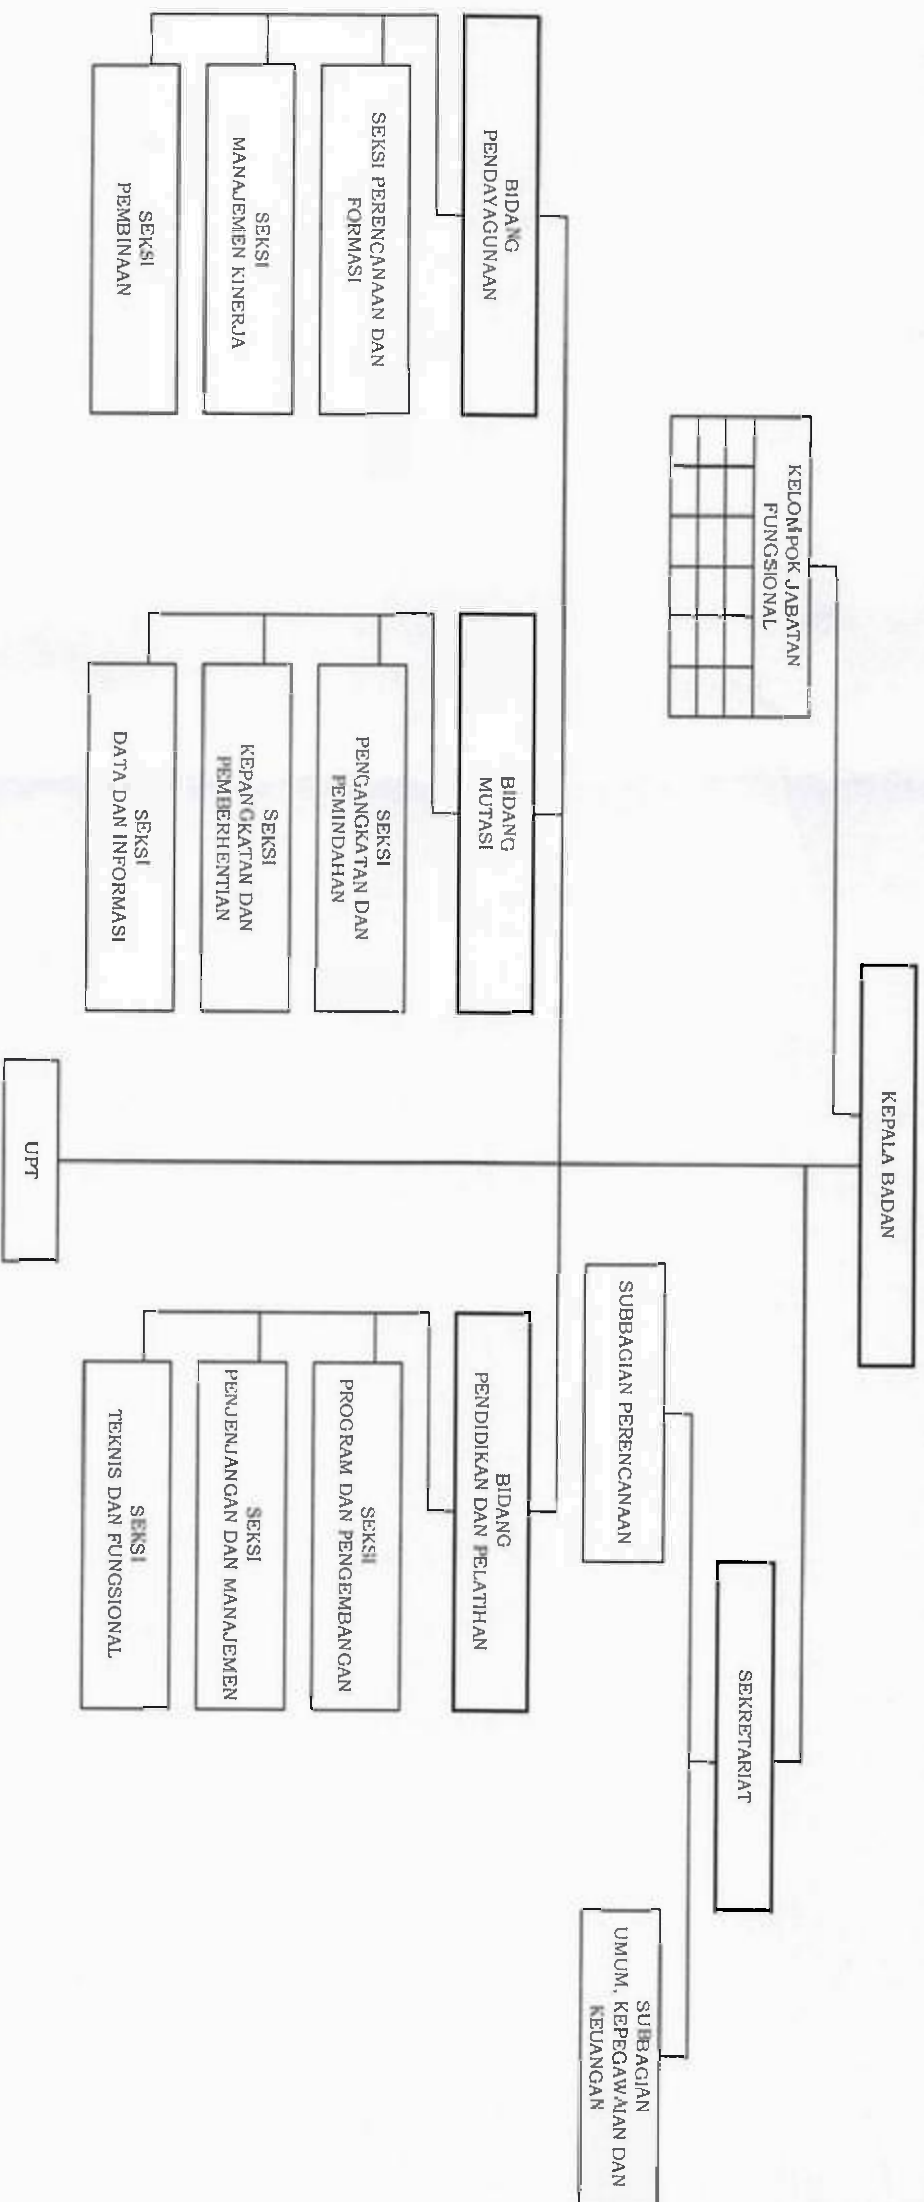 KEPALA BADAN
KELOMPOK JABATAN
FUNGSIONAL
SEKRETARIAT
SUBBAGIAN PERENCANAAN
SUBBAGIAN
UMUM, KEPEGAWAIAN DAN
KEUANGAN
BIDANG
PENDAYAGUNAAN
SEKSI PERENCANAAN DAN
FORMASI
SEKSI
MANAJEMEN KINERJA
SEKSI
PEMBINAAN
BIDANG
MUTASI
SEKSI
PENGANGKATAN DAN
PEMINDAHAN
SEKSI
KEPANGKATAN DAN
PEMBERHENTIAN
SEKSI
DATA DAN INFORMASI
BIDANG
PENDIDIKAN DAN PELATIHAN
SEKSI
PROGRAM DAN PENGEMBANGAN
SEKSI
PENJENJANGAN DAN MANAJEMEN
SEKSI
TEKNIS DAN FUNGSIONAL
UPT